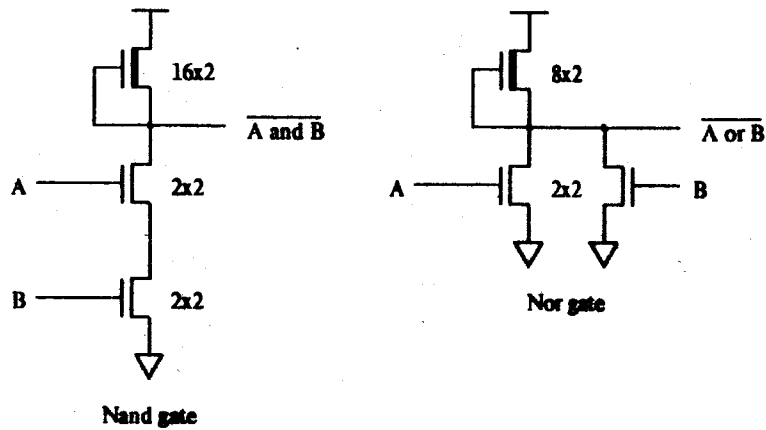 16x2
A and B
A
2x2
B
2x2
Nand gate
8x2
A or B
A
2x2
B
Nor gate